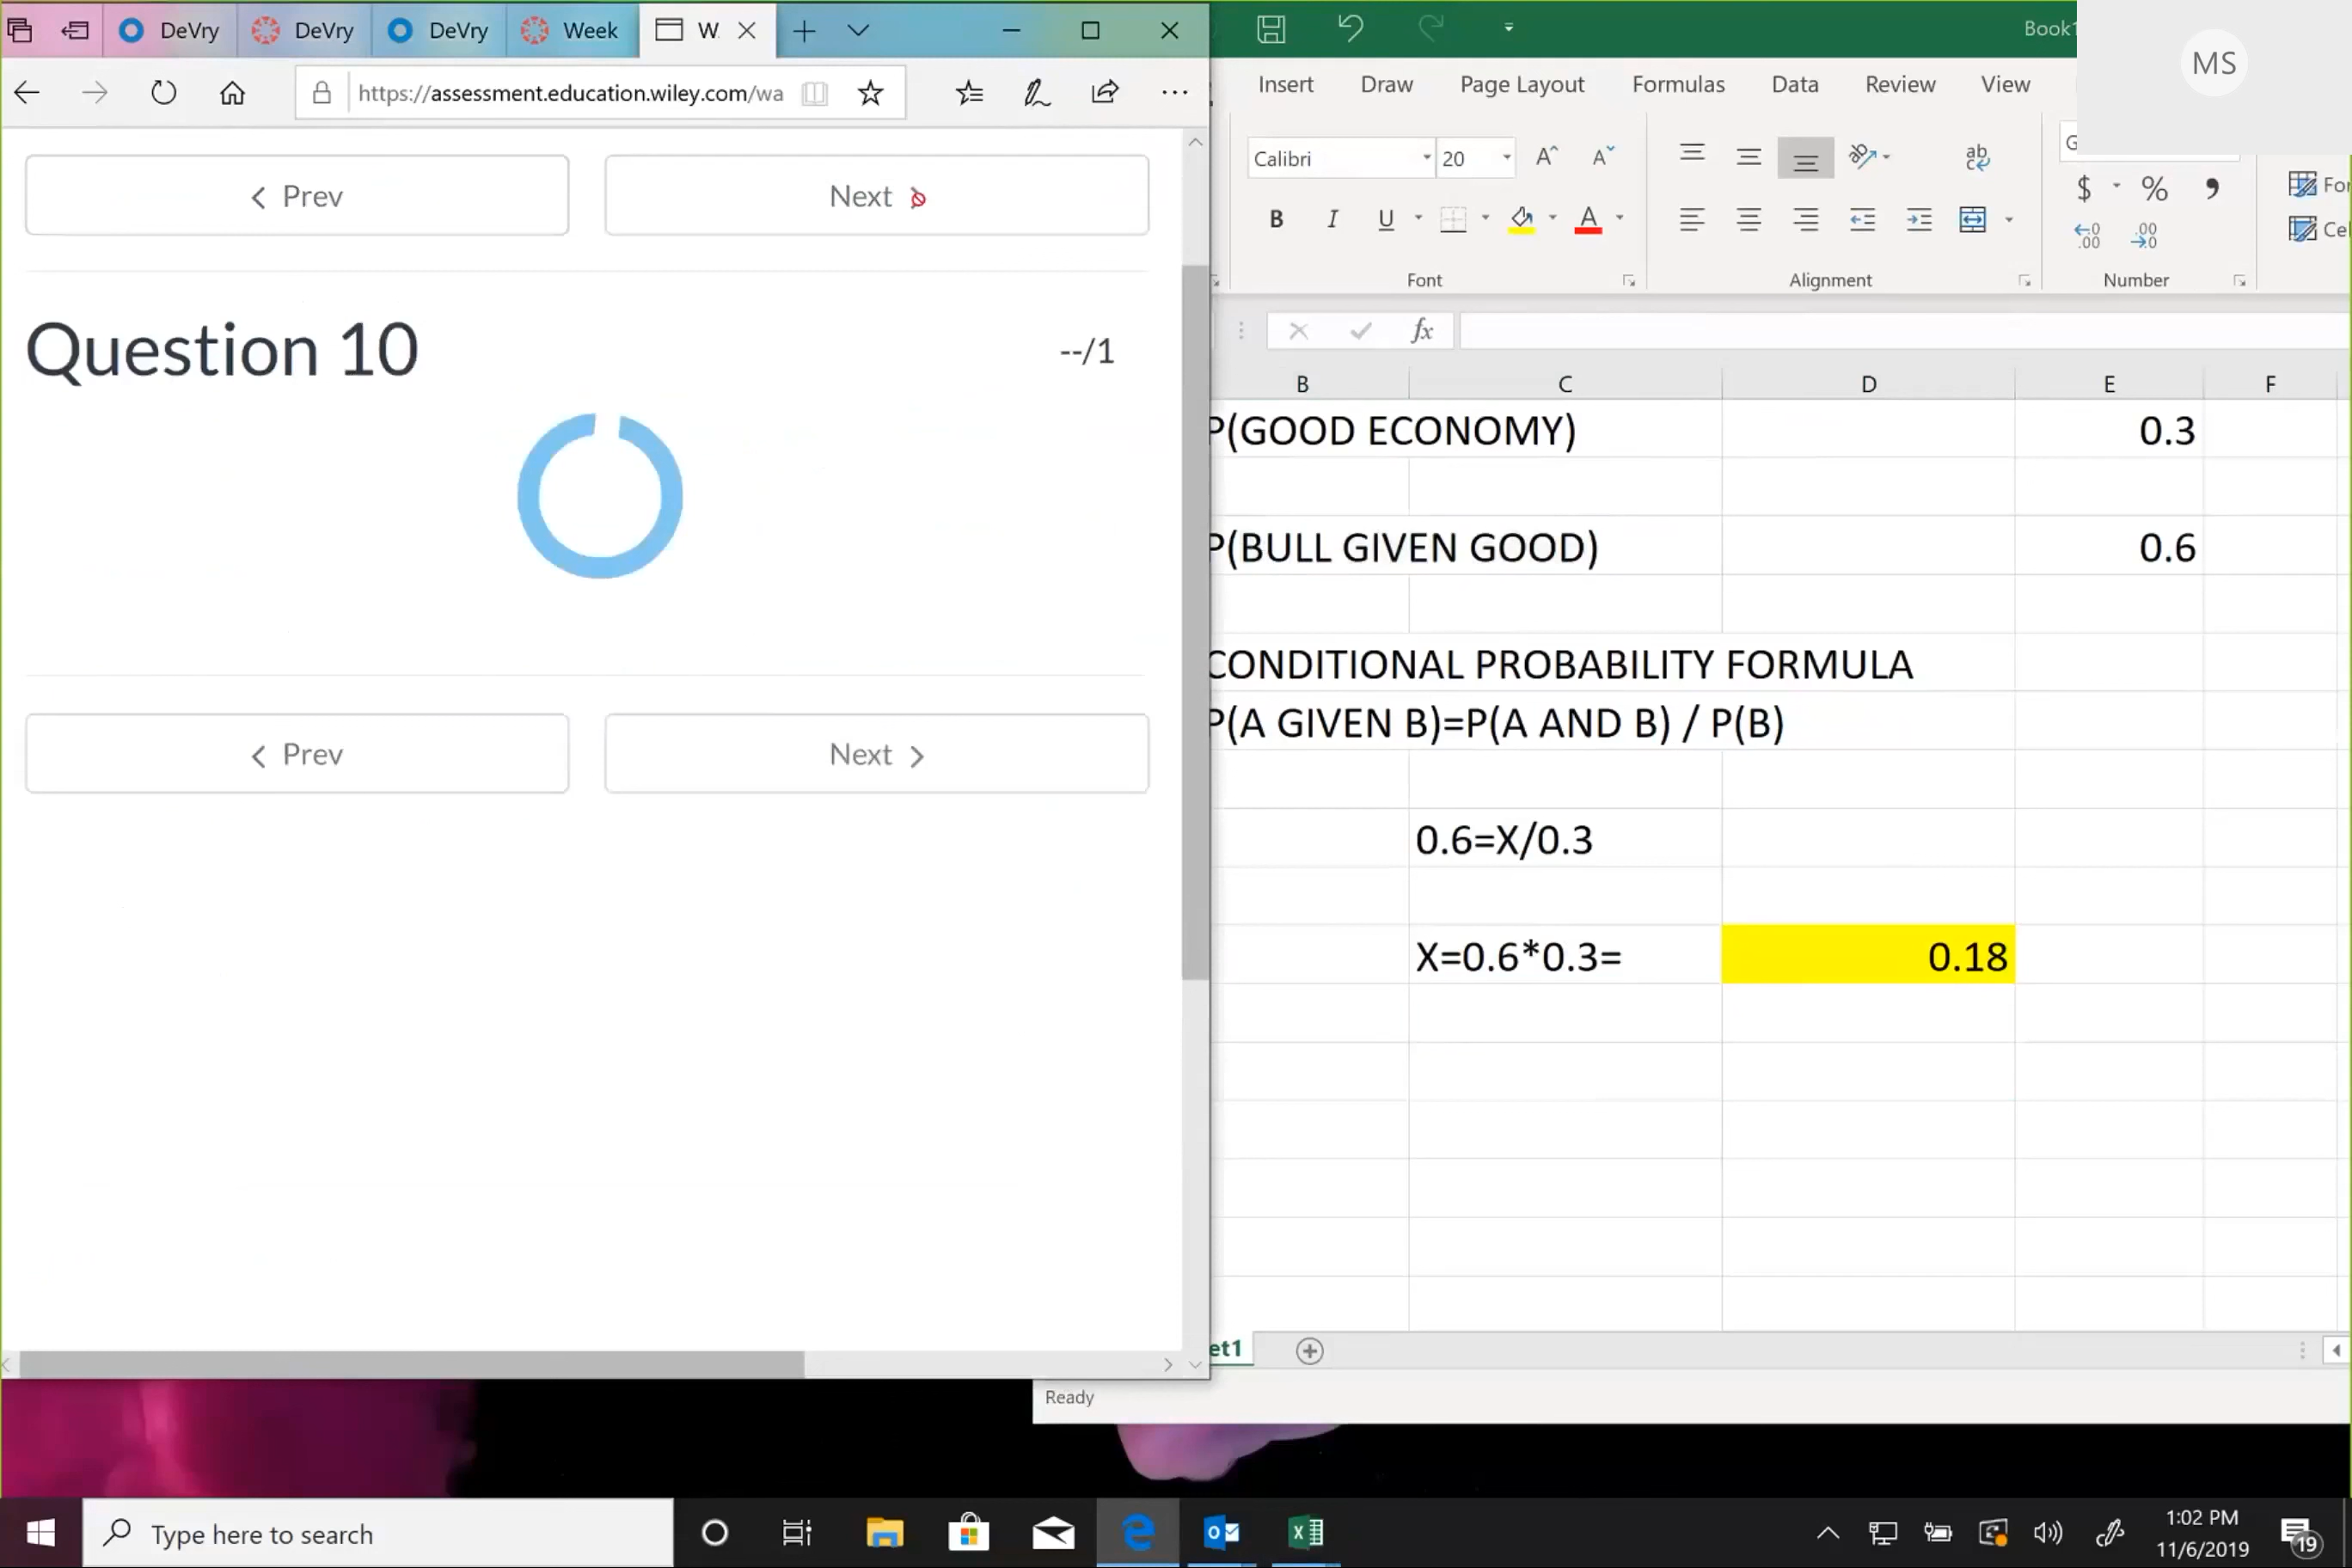 DeVry DeVry DeVry Week W.
https://assessment.education.wiley.com/wa
Prev Next
Question 10 --/1
Prev Next
Book1
MS
Insert Draw Page Layout Formulas Data Review View
Calibri 20
B I U A $ % ,
Font Alignment Number
fx
B C D E F
P(GOOD ECONOMY) 0.3
P(BULL GIVEN GOOD) 0.6
CONDITIONAL PROBABILITY FORMULA
P(A GIVEN B)=P(A AND B) / P(B)
0.6=X/0.3
X=0.6*0.3= 0.18
et1
Ready
Type here to search
1:02 PM
11/6/2019
19